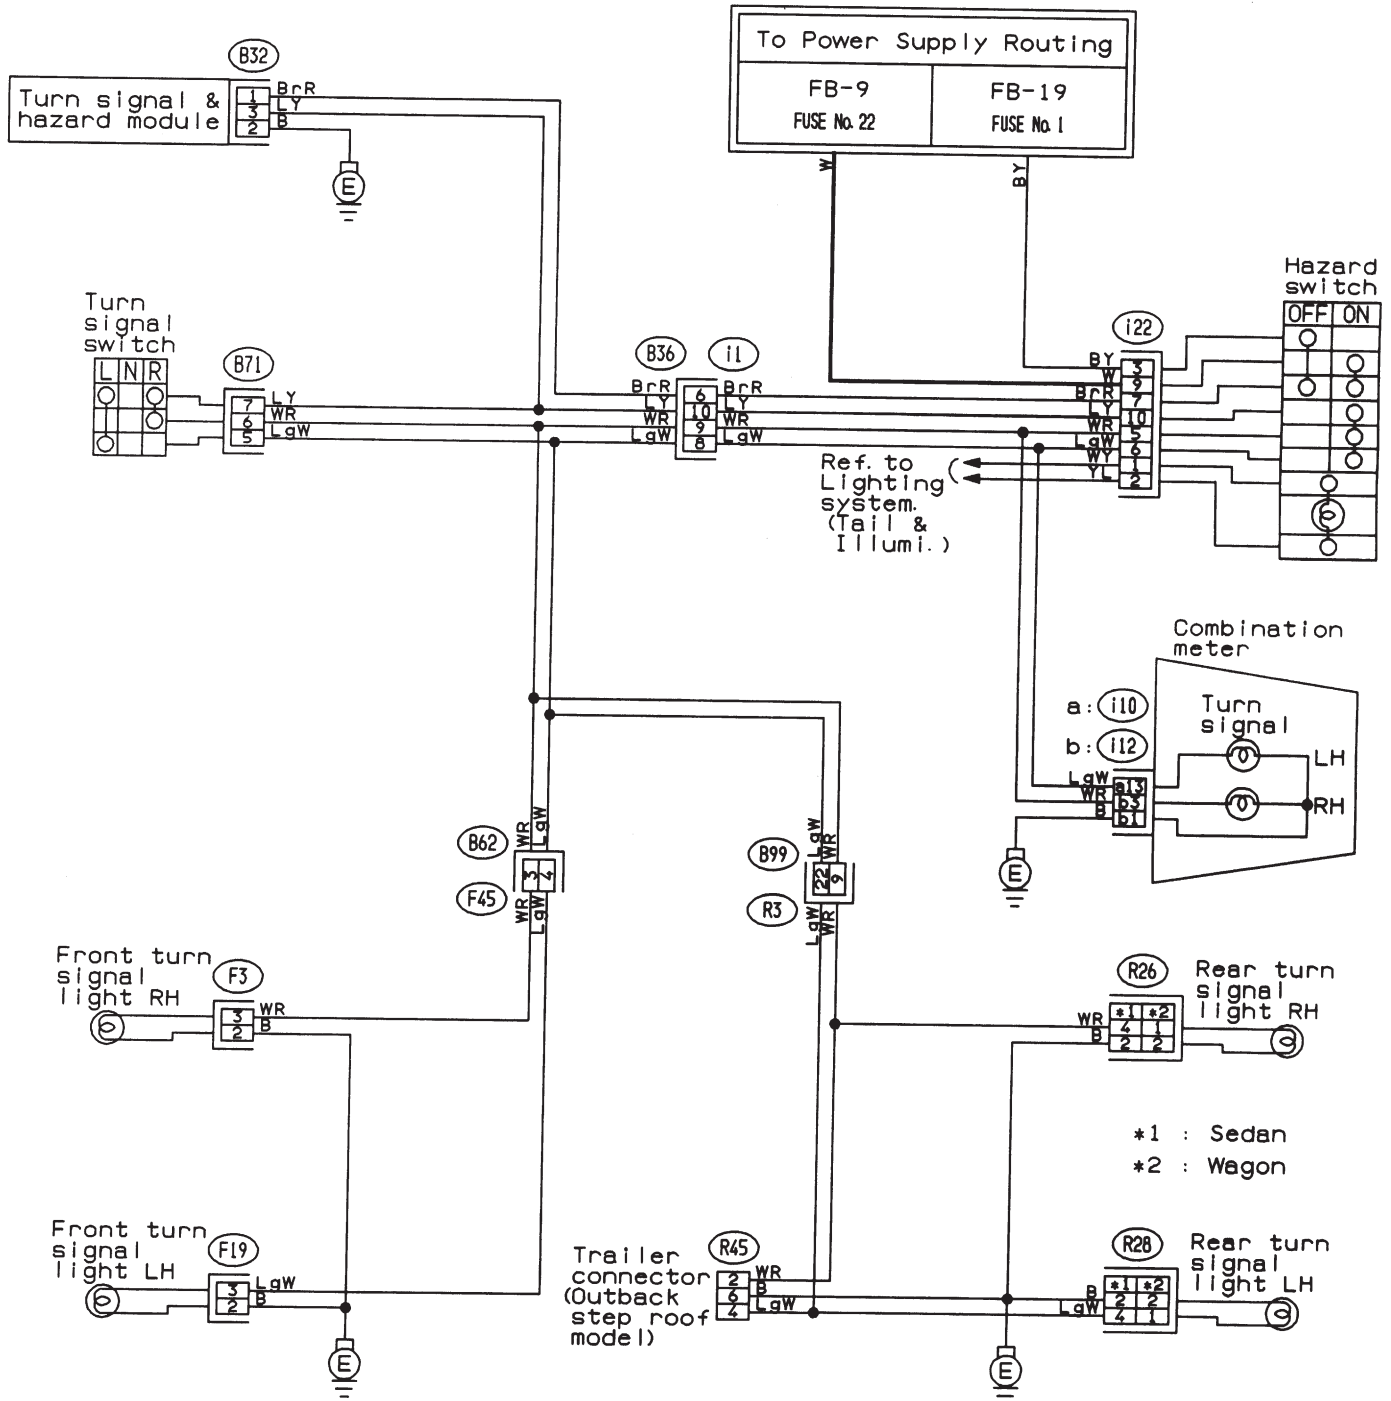 To Power Supply Routing
FB-9
FUSE No. 22
FB-19
FUSE No. 1
W
BY
B32
Turn signal &
hazard module
1
3
2
BrR
LY
B
E
Turn
signal
switch
L N R
B71
7
6
5
LY
WR
LgW
B36
i1
BrR
LY
WR
LgW
6
10
9
8
BrR
LY
WR
LgW
i22
BY
W
BrR
LY
WR
LgW
WY
YL
3
9
7
10
5
6
1
2
Hazard
switch
OFF ON
Ref. to
Lighting
system.
(Tail &
Illumi.)
Combination
meter
a: i10
b: i12
Turn
signal
LH
RH
LgW
WR
B
a13
b3
b1
E
WR
LgW
B62
3
4
F45
WR
LgW
LgW
WR
B99
22
9
R3
LgW
WR
Front turn
signal
light RH
F3
3
2
WR
B
R26
WR
B
*1 *2
4 1
2 2
Rear turn
signal
light RH
*1 : Sedan
*2 : Wagon
Front turn
signal
light LH
F19
3
2
LgW
B
E
Trailer
connector
(Outback
step roof
model)
R45
2
6
4
WR
B
LgW
R28
B
LgW
*1 *2
2 2
4 1
Rear turn
signal
light LH
E